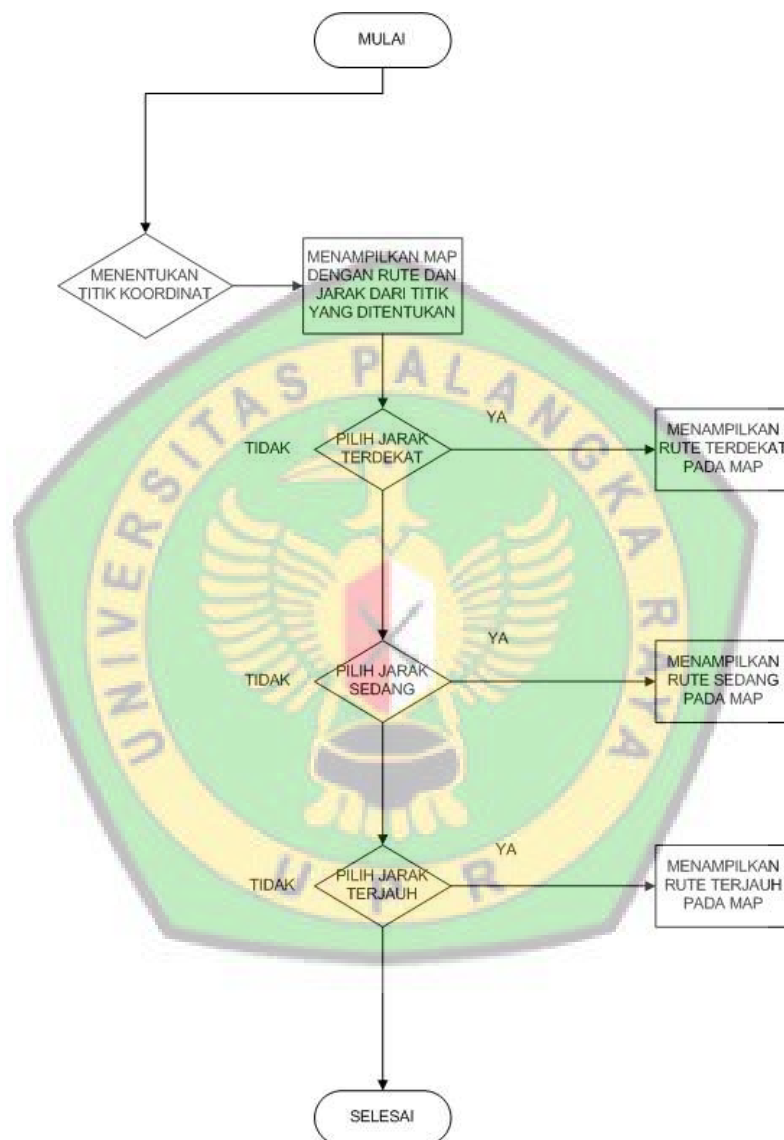 MULAI
MENENTUKAN
TITIK KOORDINAT
MENAMPILKAN MAP
DENGAN RUTE DAN
JARAK DARI TITIK
YANG DITENTUKAN
UNIVERSITAS PALANGKA RAYA
YA
TIDAK
PILIH JARAK
TERDEKAT
MENAMPILKAN
RUTE TERDEKAT
PADA MAP
YA
TIDAK
PILIH JARAK
SEDANG
MENAMPILKAN
RUTE SEDANG
PADA MAP
YA
TIDAK
PILIH JARAK
TERJAUH
MENAMPILKAN
RUTE TERJAUH
PADA MAP
U P R
SELESAI